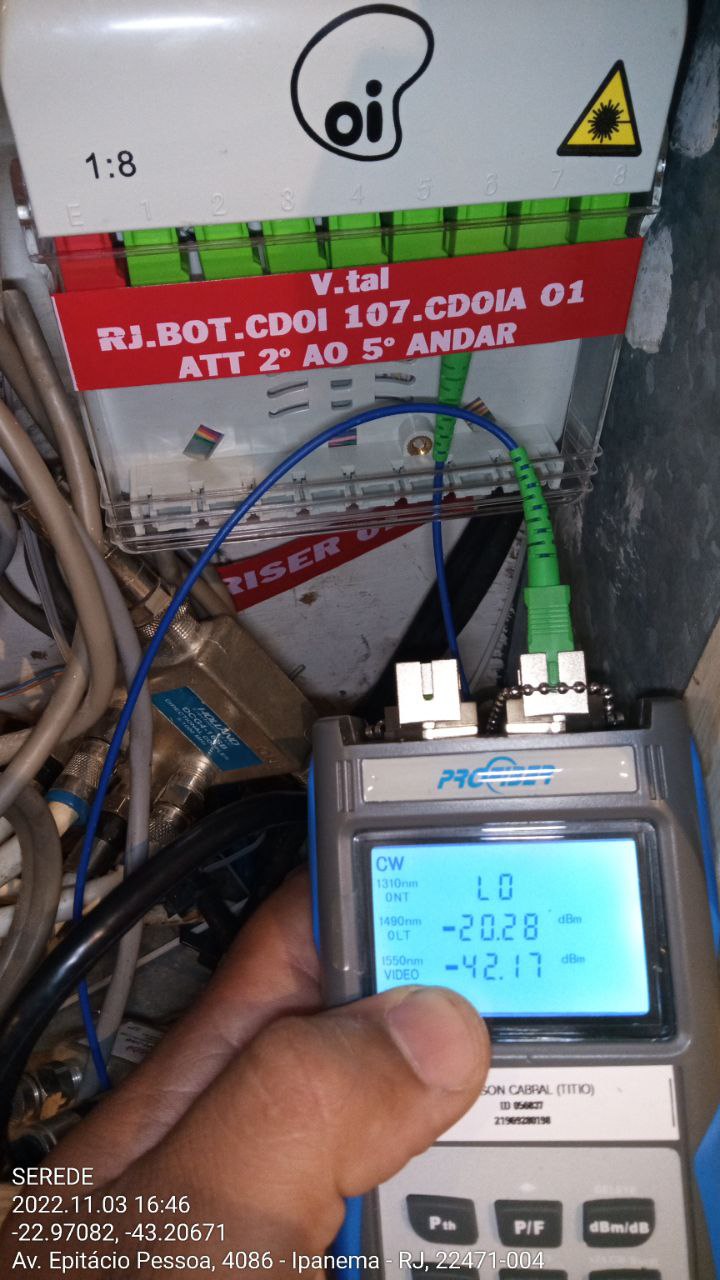 oi
1:8
E 1 2 3 4 5 6 7 8
V.tal
RJ.BOT.CDOI 107.CDOIA 01
ATT 2° AO 5° ANDAR
RISER
HOLLAND
PROFIBER
CW
1310nm LO
ONT
1490nm -20.28 dBm
OLT
1550nm -42.17 dBm
VIDEO
SON CABRAL (TITIO)
ID
Pth P/F dBm/dB
SEREDE
2022.11.03 16:46
-22.97082, -43.20671
Av. Epitácio Pessoa, 4086 - Ipanema - RJ, 22471-004